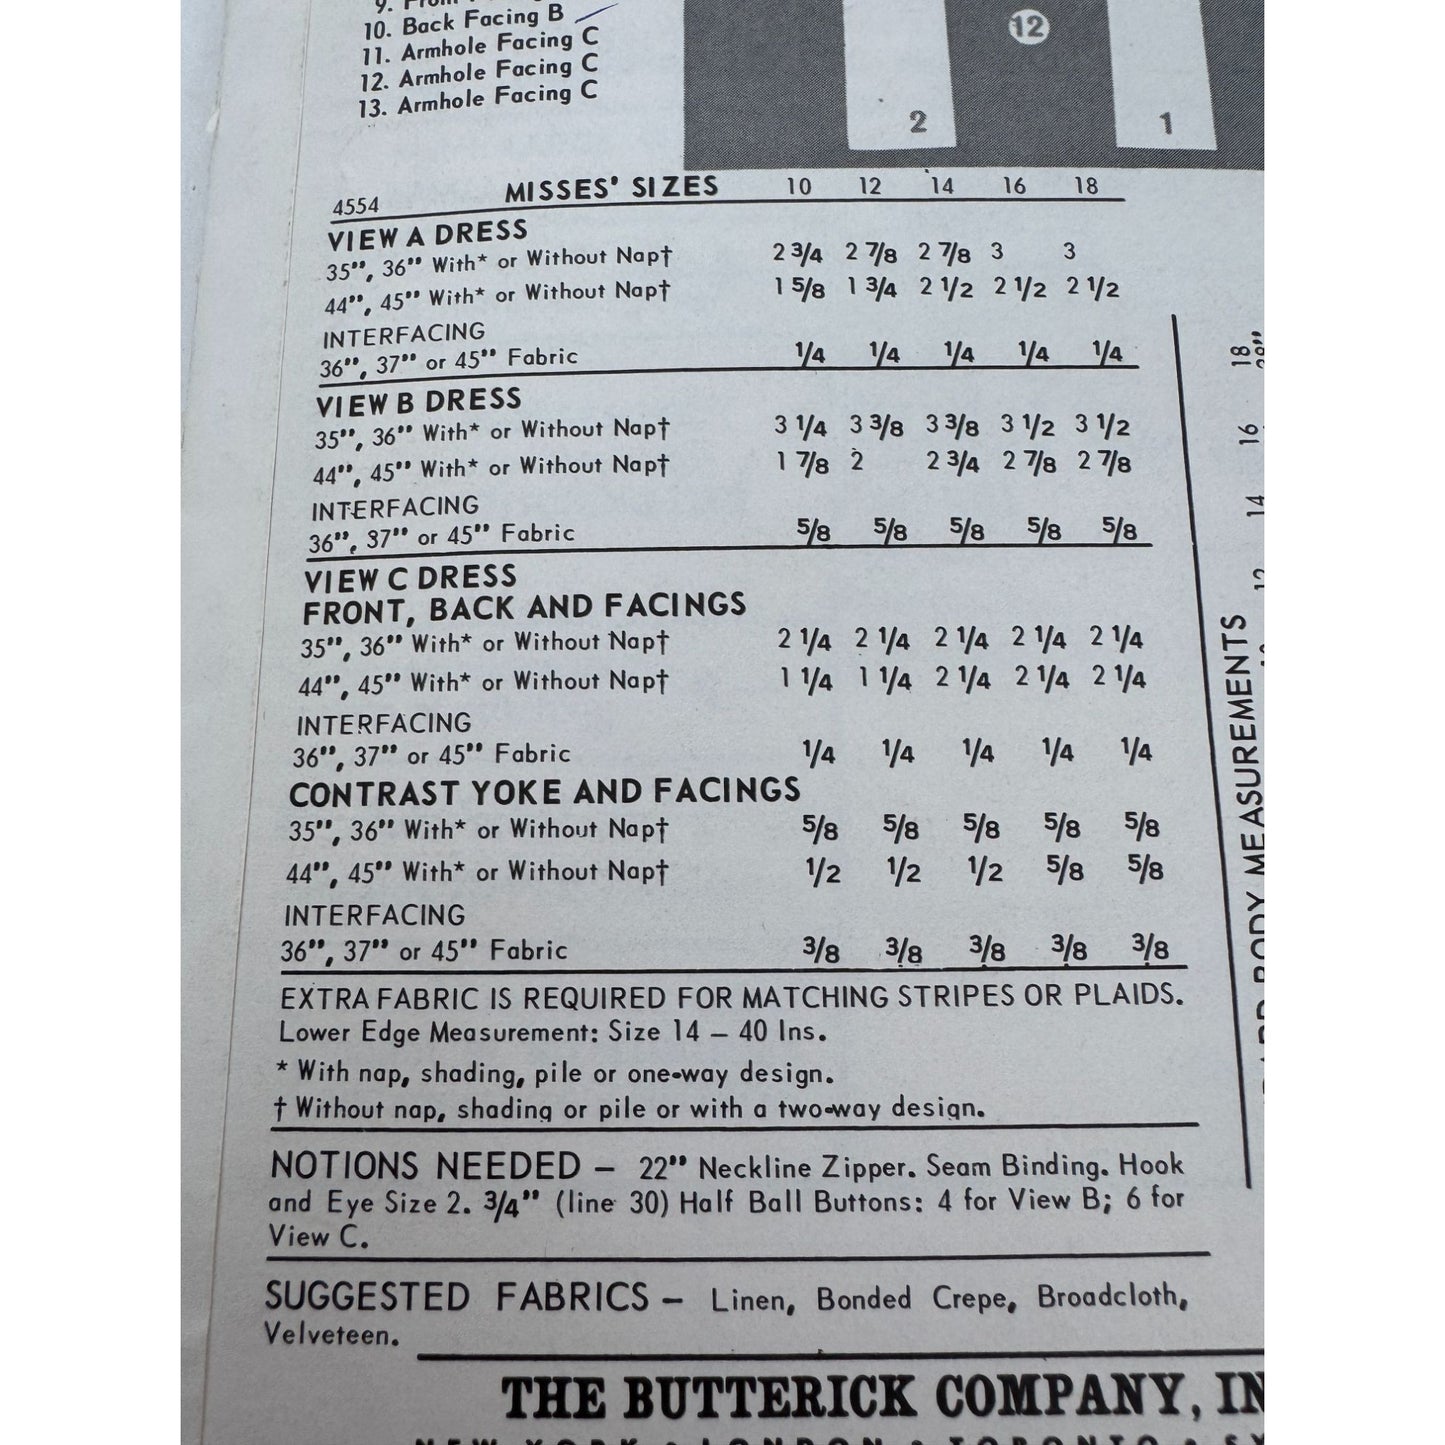 9.
10. Back Facing B
11. Armhole Facing C
12. Armhole Facing C
13. Armhole Facing C
12
2
1
4554 MISSES' SIZES 10 12 14 16 18
VIEW A DRESS
35", 36" With* or Without Nap† 2 3/4 2 7/8 2 7/8 3 3
44", 45" With* or Without Nap† 1 5/8 1 3/4 2 1/2 2 1/2 2 1/2
INTERFACING
36", 37" or 45" Fabric 1/4 1/4 1/4 1/4 1/4
VIEW B DRESS
35", 36" With* or Without Nap† 3 1/4 3 3/8 3 3/8 3 1/2 3 1/2
44", 45" With* or Without Nap† 1 7/8 2 2 3/4 2 7/8 2 7/8
INTERFACING
36", 37" or 45" Fabric 5/8 5/8 5/8 5/8 5/8
VIEW C DRESS
FRONT, BACK AND FACINGS
35", 36" With* or Without Nap† 2 1/4 2 1/4 2 1/4 2 1/4 2 1/4
44", 45" With* or Without Nap† 1 1/4 1 1/4 2 1/4 2 1/4 2 1/4
INTERFACING
36", 37" or 45" Fabric 1/4 1/4 1/4 1/4 1/4
CONTRAST YOKE AND FACINGS
35", 36" With* or Without Nap† 5/8 5/8 5/8 5/8 5/8
44", 45" With* or Without Nap† 1/2 1/2 1/2 5/8 5/8
INTERFACING
36", 37" or 45" Fabric 3/8 3/8 3/8 3/8 3/8
EXTRA FABRIC IS REQUIRED FOR MATCHING STRIPES OR PLAIDS.
Lower Edge Measurement: Size 14 – 40 Ins.
* With nap, shading, pile or one-way design.
† Without nap, shading or pile or with a two-way design.
NOTIONS NEEDED – 22" Neckline Zipper. Seam Binding. Hook
and Eye Size 2. 3/4" (line 30) Half Ball Buttons: 4 for View B; 6 for
View C.
SUGGESTED FABRICS – Linen, Bonded Crepe, Broadcloth,
Velveteen.
THE BUTTERICK COMPANY, IN
NEW YORK • LONDON • TORONTO • SY
BODY MEASUREMENTS
12 14 16 18